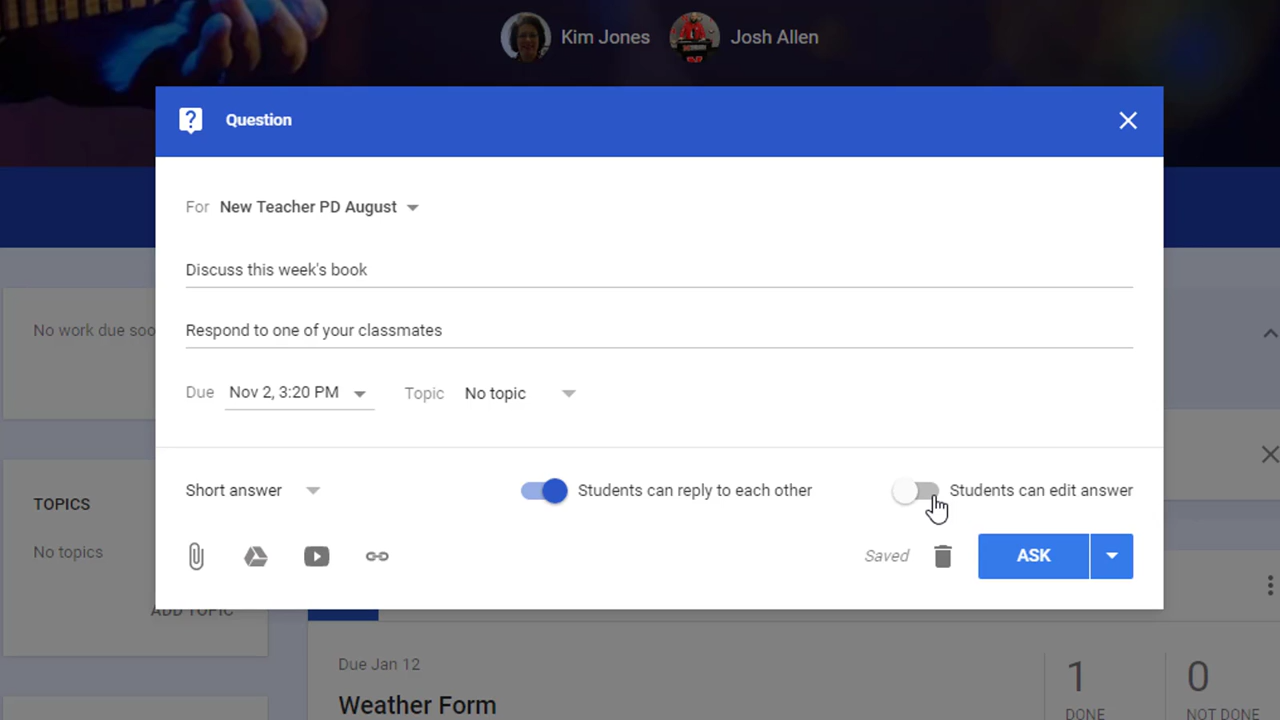 Kim Jones Josh Allen
Question
For New Teacher PD August
Discuss this week's book
No work due soo
Respond to one of your classmates
Due Nov 2, 3:20 PM Topic No topic
Short answer Students can reply to each other Students can edit answer
TOPICS
No topics
Saved ASK
ADD TOPIC
Due Jan 12 1 0
Weather Form
DONE NOT DONE